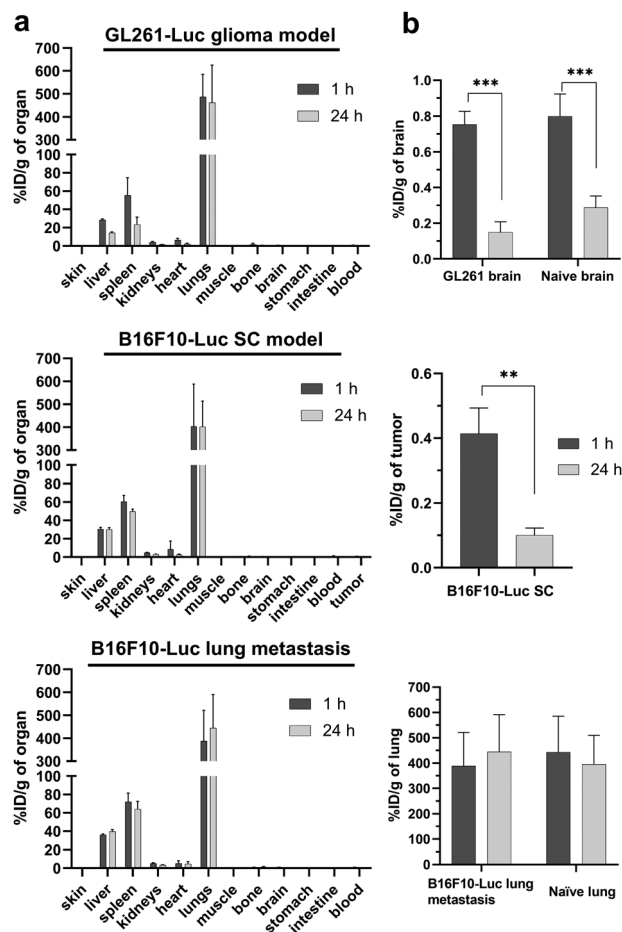 a
GL261-Luc glioma model
%ID/g of organ
700
600
500
400
300
100
80
60
40
20
0
1 h
24 h
skin
liver
spleen
kidneys
heart
lungs
muscle
bone
brain
stomach
intestine
blood
b
%ID/g of brain
1.0
0.8
0.6
0.4
0.2
0.0
***
***
GL261 brain
Naive brain
B16F10-Luc SC model
%ID/g of organ
700
600
500
400
300
100
80
60
40
20
0
1 h
24 h
skin
liver
spleen
kidneys
heart
lungs
muscle
bone
brain
stomach
intestine
blood
tumor
%ID/g of tumor
0.6
0.4
0.2
0.0
**
1 h
24 h
B16F10-Luc SC
B16F10-Luc lung metastasis
%ID/g of organ
700
600
500
400
300
100
80
60
40
20
0
1 h
24 h
skin
liver
spleen
kidneys
heart
lungs
muscle
bone
brain
stomach
intestine
blood
%ID/g of lung
700
600
500
400
300
200
100
0
B16F10-Luc lung
metastasis
Naïve lung